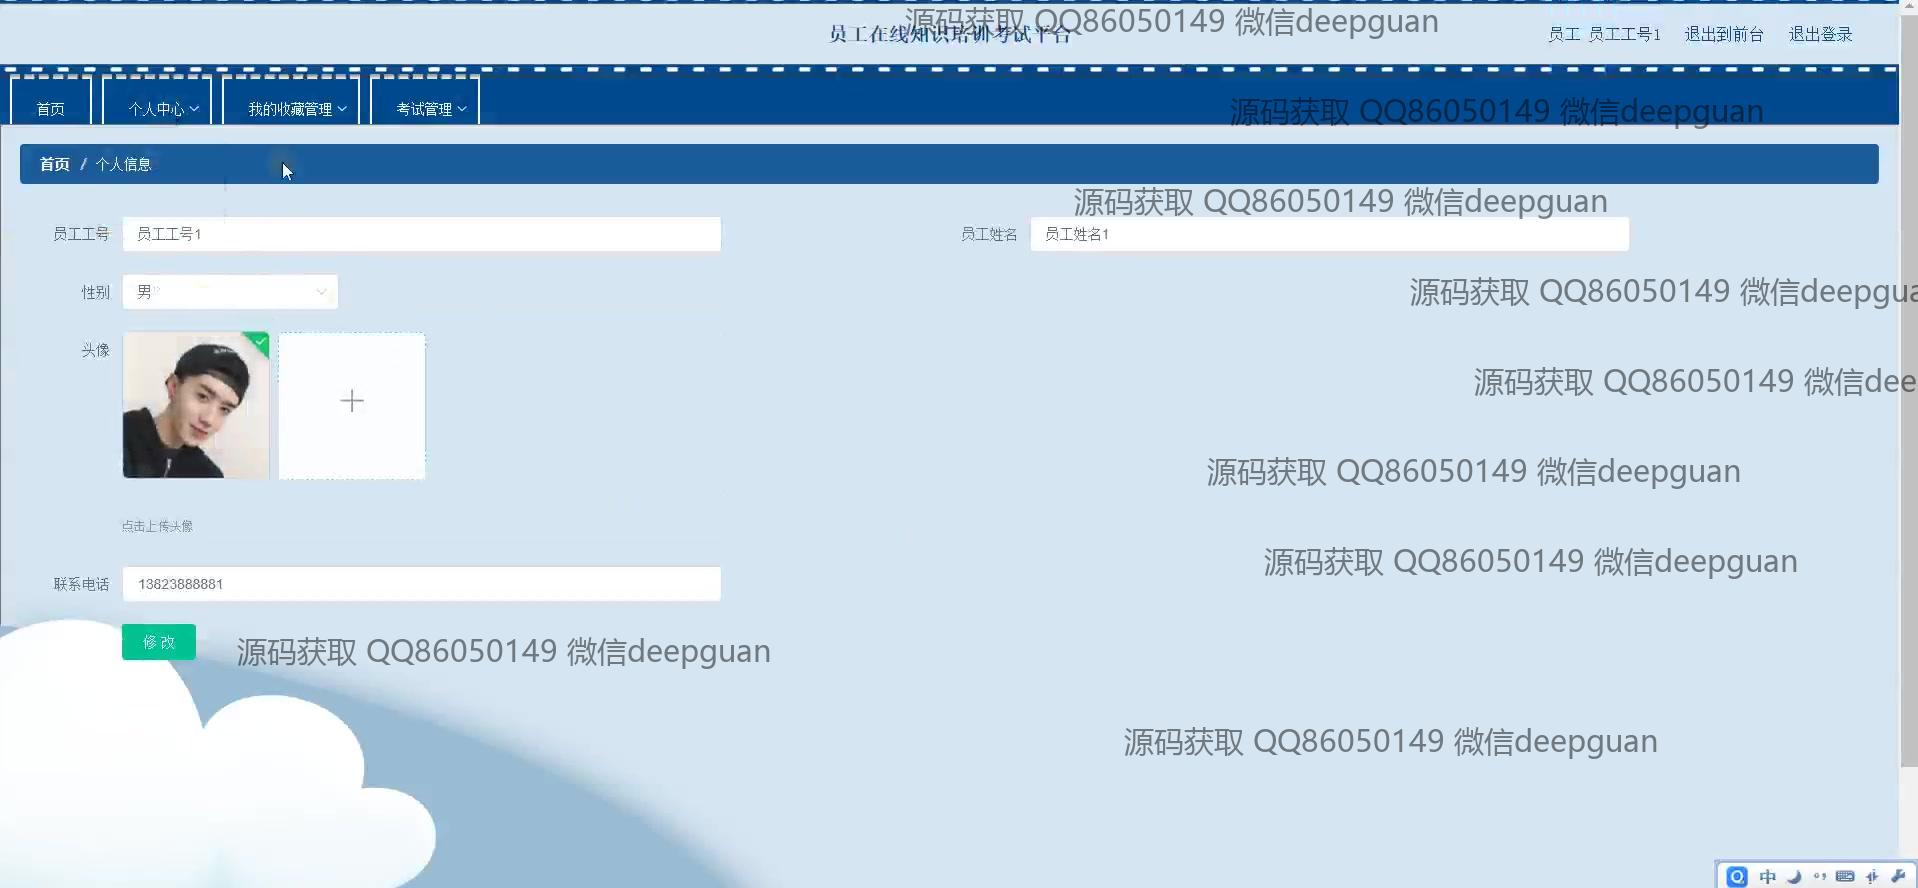 源码获取 QQ86050149 微信deepguan
员工在线知识培训考试平台
员工 员工工号1 退出到前台 退出登录
首页 个人中心 我的收藏管理 考试管理
源码获取 QQ86050149 微信deepguan
首页 / 个人信息
源码获取 QQ86050149 微信deepguan
员工工号 员工工号1 员工姓名 员工姓名1
性别 男
源码获取 QQ86050149 微信deepgua
头像
源码获取 QQ86050149 微信dee
源码获取 QQ86050149 微信deepguan
点击上传头像
源码获取 QQ86050149 微信deepguan
联系电话 13823888881
修改
源码获取 QQ86050149 微信deepguan
源码获取 QQ86050149 微信deepguan
中